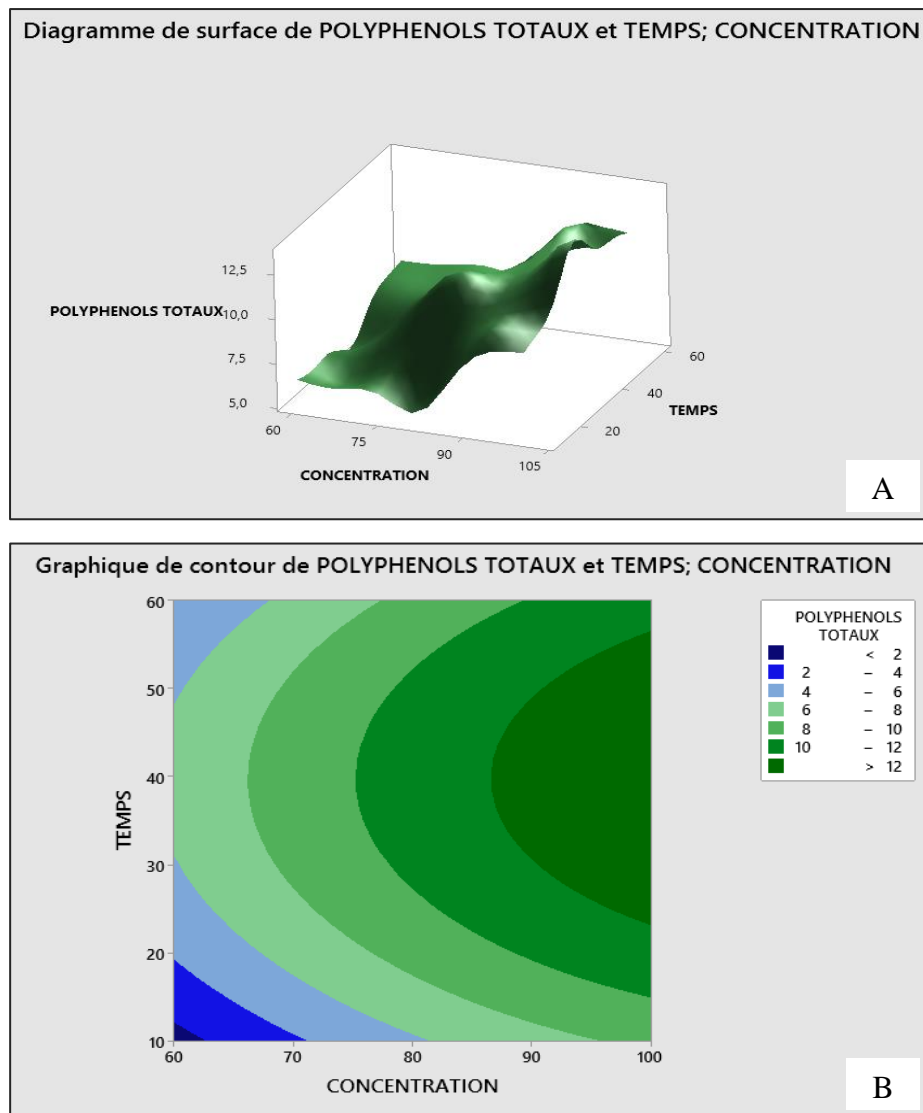 Diagramme de surface de POLYPHENOLS TOTAUX et TEMPS; CONCENTRATION
12,5
POLYPHENOLS TOTAUX
10,0
7,5
5,0
60
75
90
105
CONCENTRATION
60
40
20
TEMPS
A
Graphique de contour de POLYPHENOLS TOTAUX et TEMPS; CONCENTRATION
60
50
40
30
20
10
TEMPS
60
70
80
90
100
CONCENTRATION
POLYPHENOLS
TOTAUX
< 2
2 – 4
4 – 6
6 – 8
8 – 10
10 – 12
> 12
B